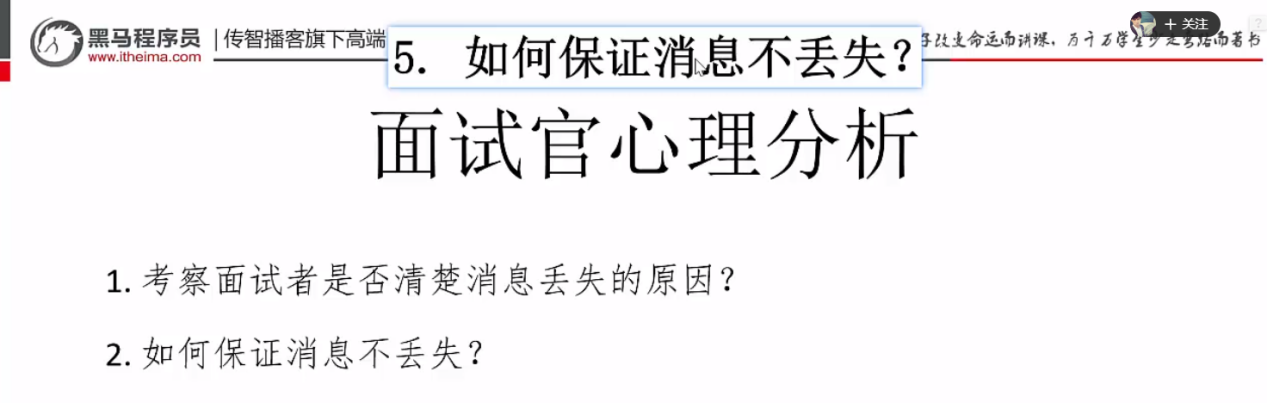 黑马程序员
www.itheima.com
传智播客旗下高端
5. 如何保证消息不丢失？
关注
面试官心理分析
1. 考察面试者是否清楚消息丢失的原因？
2. 如何保证消息不丢失？